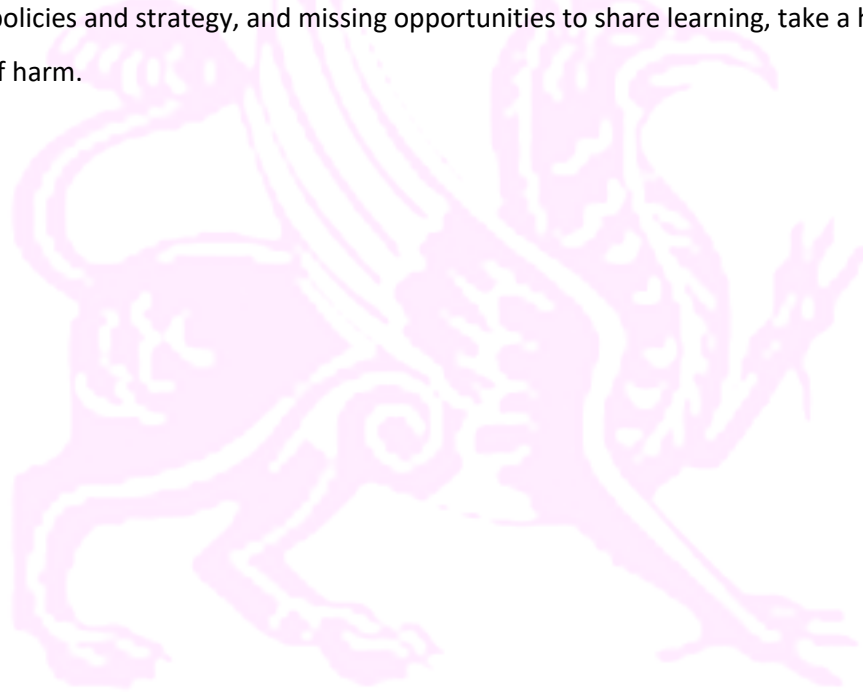 policies and strategy, and missing opportunities to share learning, take a
f harm.